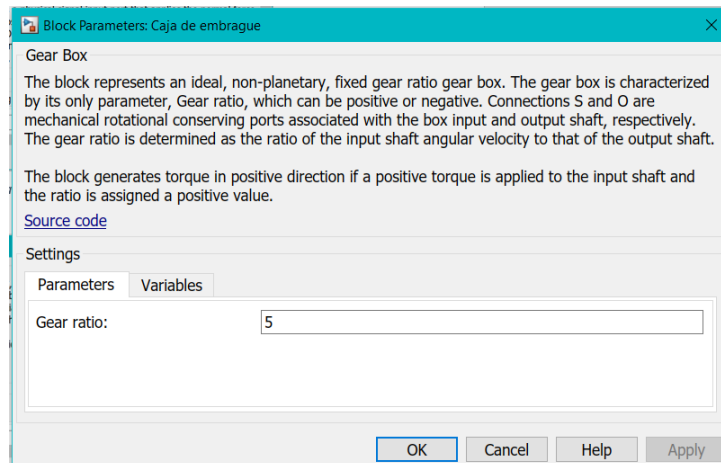 Block Parameters: Caja de embrague
Gear Box
The block represents an ideal, non-planetary, fixed gear ratio gear box. The gear box is characterized
by its only parameter, Gear ratio, which can be positive or negative. Connections S and O are
mechanical rotational conserving ports associated with the box input and output shaft, respectively.
The gear ratio is determined as the ratio of the input shaft angular velocity to that of the output shaft.
The block generates torque in positive direction if a positive torque is applied to the input shaft and
the ratio is assigned a positive value.
Source code
Settings
Parameters Variables
Gear ratio: 5
OK Cancel Help Apply